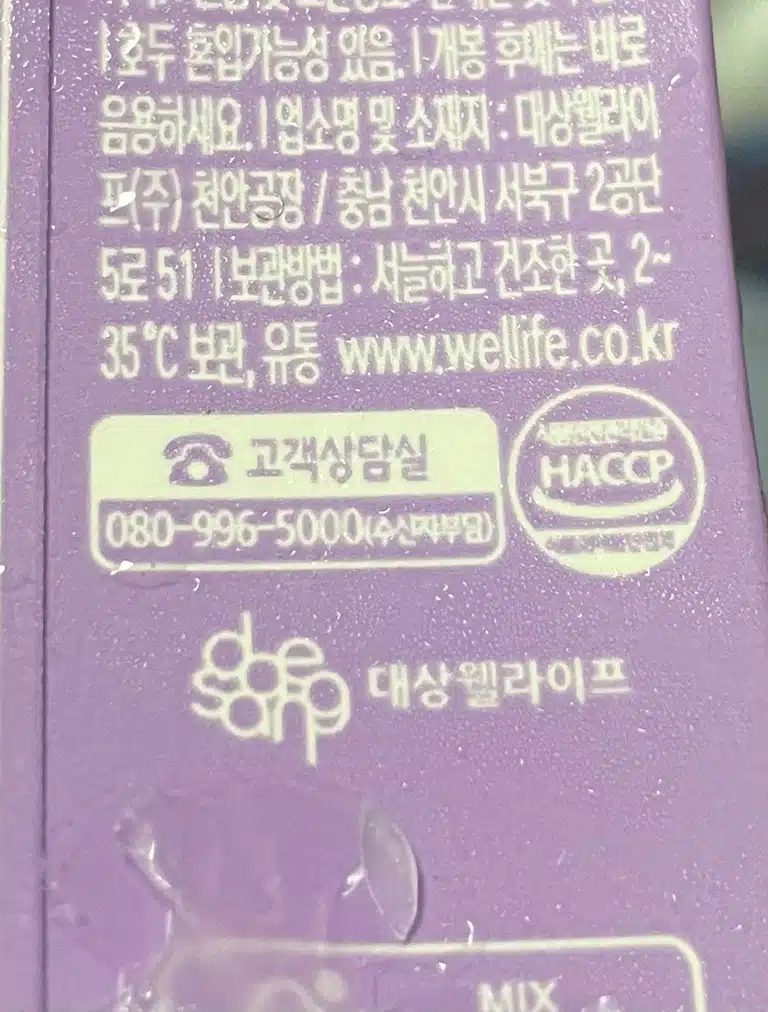 호두 혼입가능성 있음. | 개봉 후에는 바로
음용하세요. | 업소명 및 소재지 : 대상웰라이
프(주) 천안공장 / 충남 천안시 서북구 2공단
5로 51 | 보관방법 : 서늘하고 건조한 곳, 2~
35℃ 보관, 유통 www.wellife.co.kr
고객상담실
080-996-5000(수신자부담)
HACCP
daesang 대상웰라이프
MIX